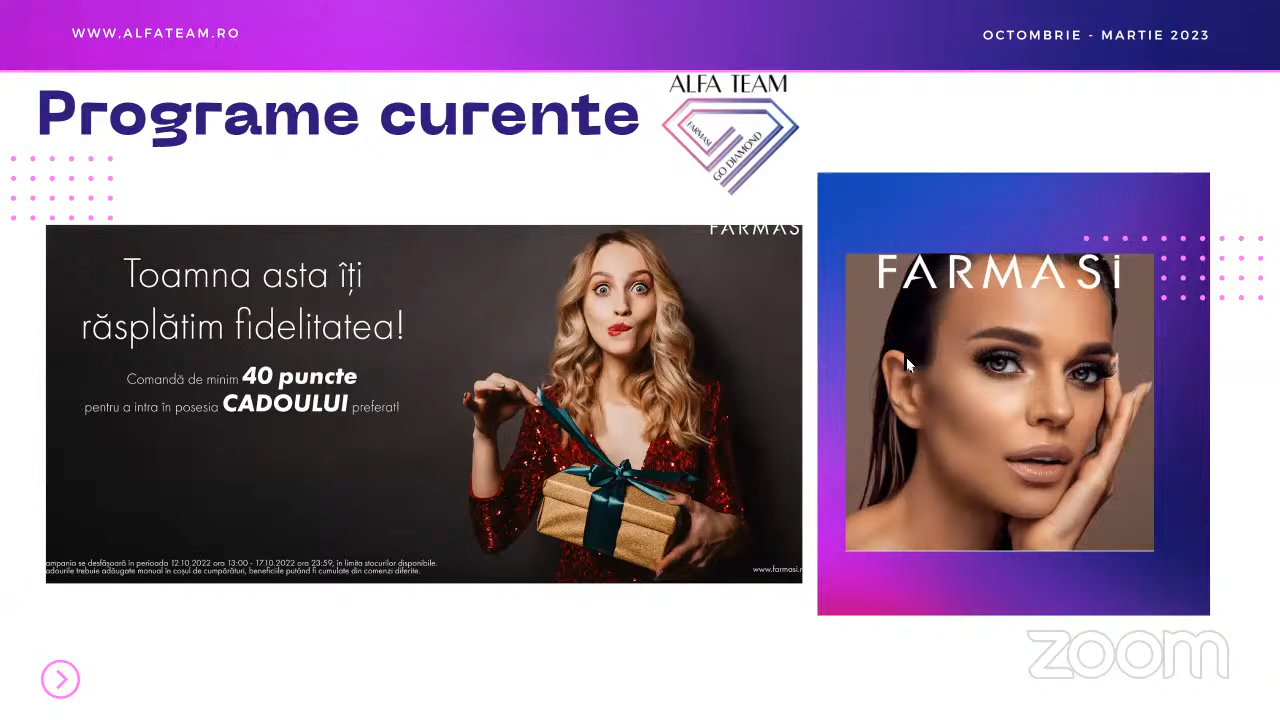 WWW.ALFATEAM.RO
OCTOMBRIE - MARTIE 2023
Programe curente
ALFA TEAM
FARMASI
GO DIAMOND
FARMAS
Toamna asta îți
răsplătim fidelitatea!
Comandă de minim 40 puncte
pentru a intra în posesia CADOULUI preferat!
ampania se desfășoară în perioada 12.10.2022 ora 13:00 - 17.10.2022 ora 23:59, în limita stocurilor disponibile.
adourile trebuie adăugate manual în coșul de cumpărături, beneficiile putând fi cumulate din comenzi diferite.
www.farmasi.r
FARMASi
zoom